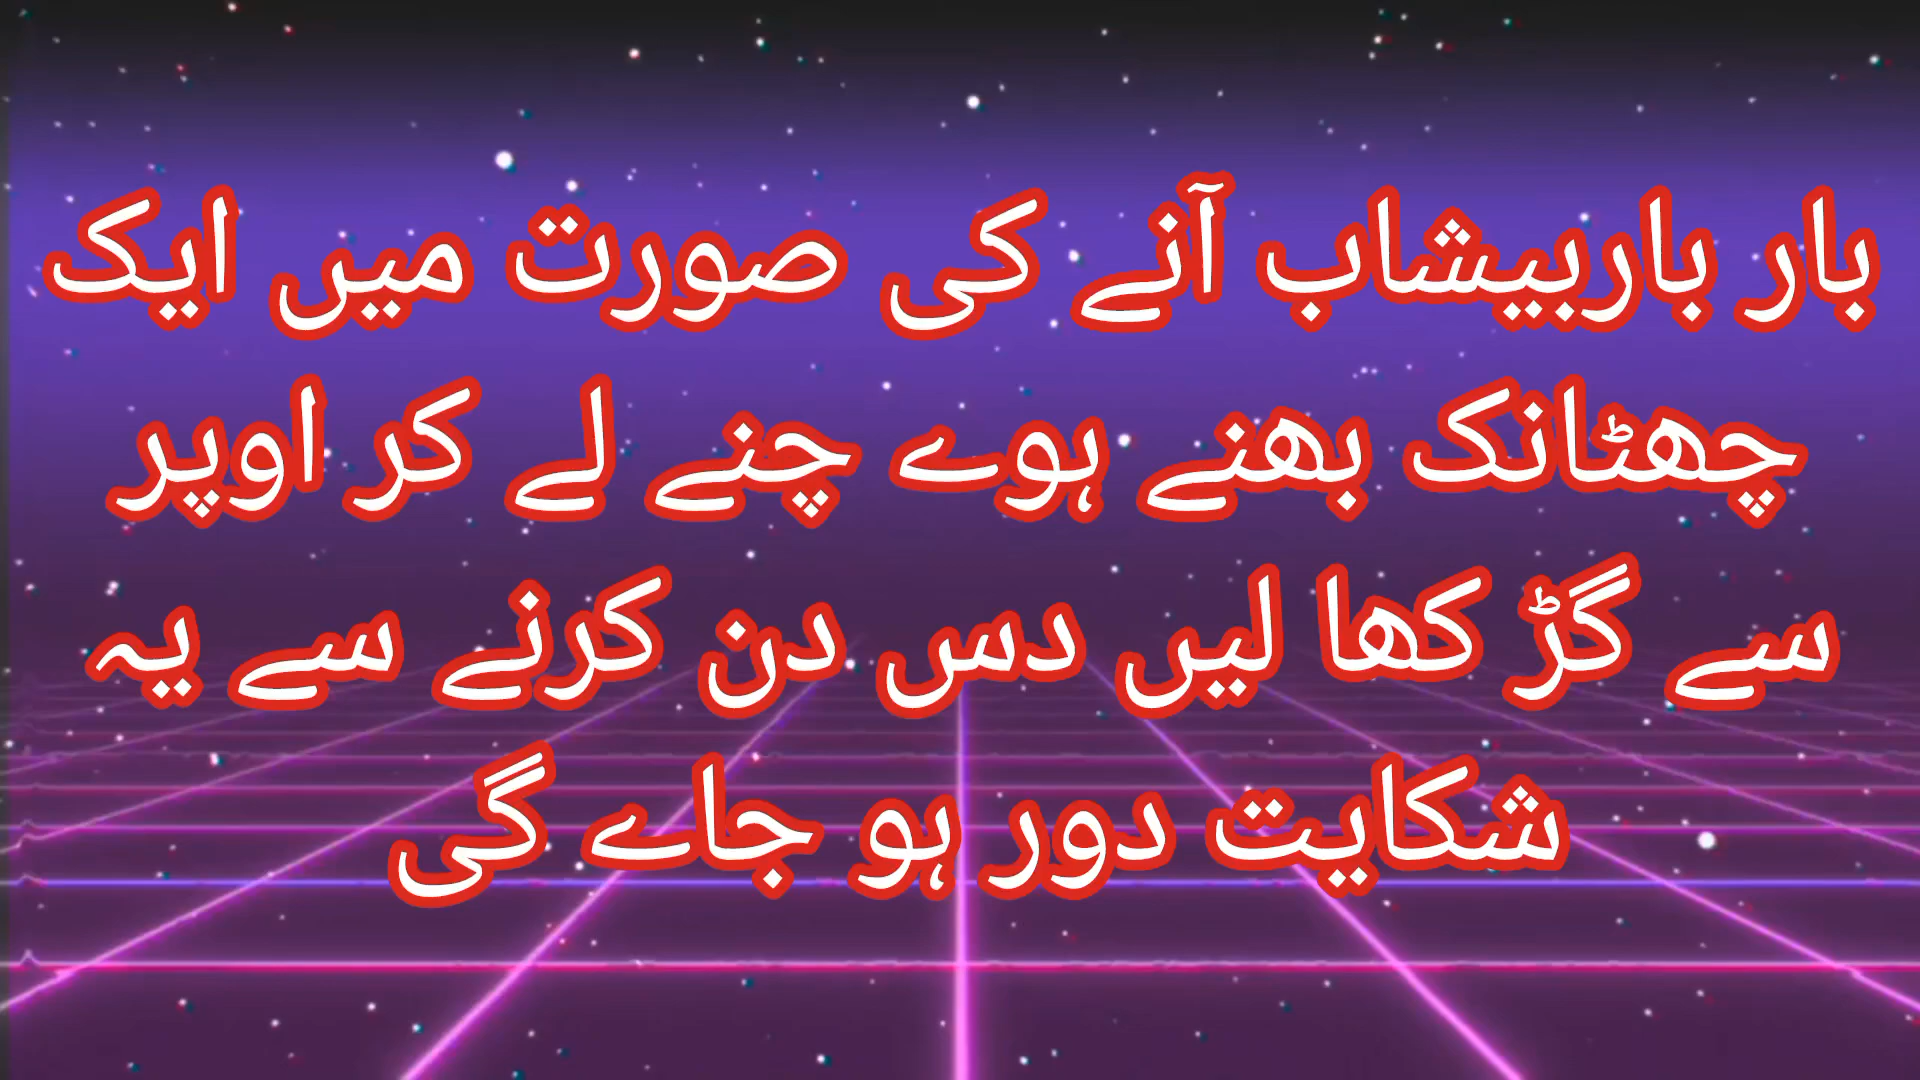 بار باربیشاب آنے کی صورت میں ایک
چھٹانک بھنے ہوے چنے لے کر اوپر
سے گڑ کھا لیں دس دن کرنے سے یہ
شکایت دور ہو جاے گی